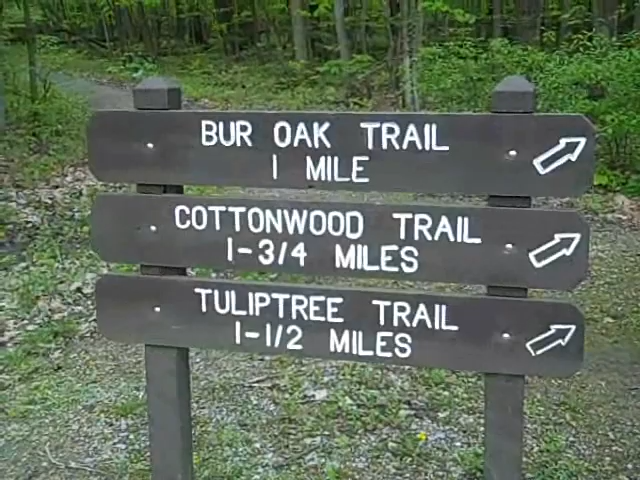 BUR OAK TRAIL
1 MILE
COTTONWOOD TRAIL
1-3/4 MILES
TULIPTREE TRAIL
1-1/2 MILES